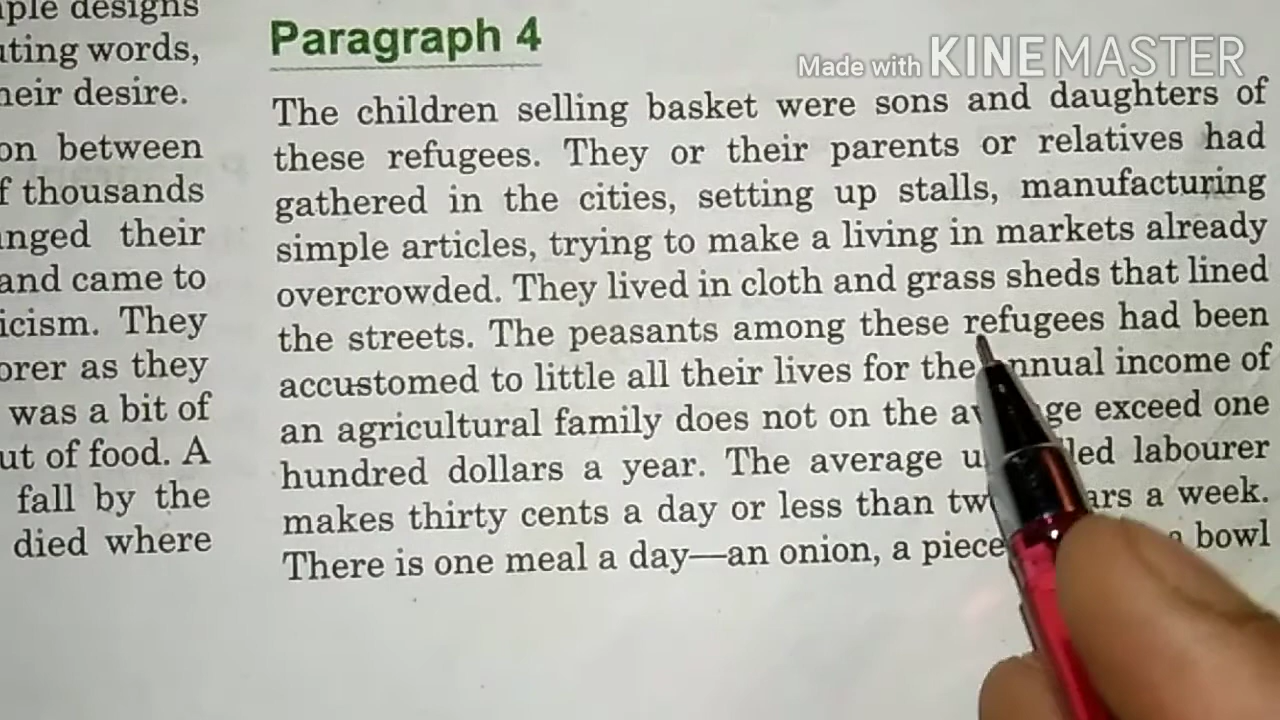 Made with KINEMASTER
ple designs
ting words,
heir desire.
on between
f thousands
nged their
and came to
icism. They
orer as they
was a bit of
ut of food. A
fall by the
died where
Paragraph 4
The children selling basket were sons and daughters of
these refugees. They or their parents or relatives had
gathered in the cities, setting up stalls, manufacturing
simple articles, trying to make a living in markets already
overcrowded. They lived in cloth and grass sheds that lined
the streets. The peasants among these refugees had been
accustomed to little all their lives for the annual income of
an agricultural family does not on the exceed one
hundred dollars a year. The average labourer
makes thirty cents a day or less than a week.
There is one meal a day—an onion, a piece bowl